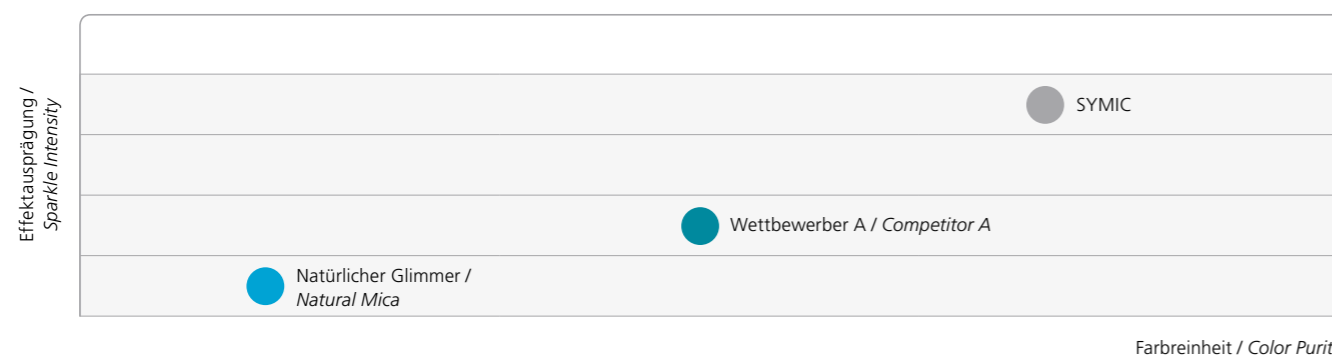 Effektausprägung /
Sparkle Intensity
SYMIC
Wettbewerber A / Competitor A
Natürlicher Glimmer /
Natural Mica
Farbreinheit / Color Purit